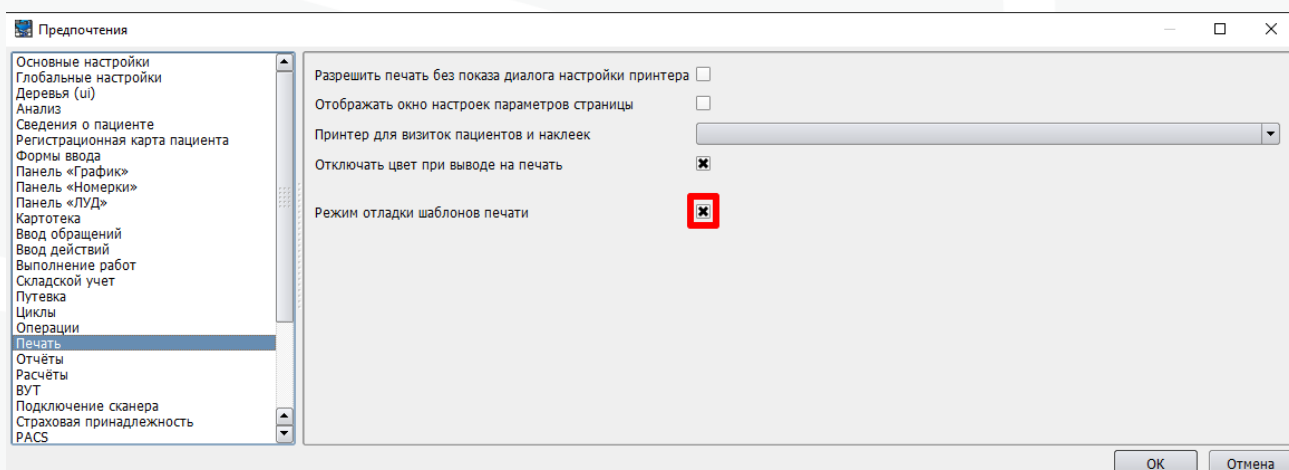 Предпочтения
Основные настройки
Глобальные настройки
Деревья (ui)
Анализ
Сведения о пациенте
Регистрационная карта пациента
Формы ввода
Панель «График»
Панель «Номерки»
Панель «ЛУД»
Картотека
Ввод обращений
Ввод действий
Выполнение работ
Складской учет
Путевка
Циклы
Операции
Печать
Отчёты
Расчёты
ВУТ
Подключение сканера
Страховая принадлежность
PACS
Разрешить печать без показа диалога настройки принтера
Отображать окно настроек параметров страницы
Принтер для визиток пациентов и наклеек
Отключать цвет при выводе на печать
Режим отладки шаблонов печати
ОК
Отмена